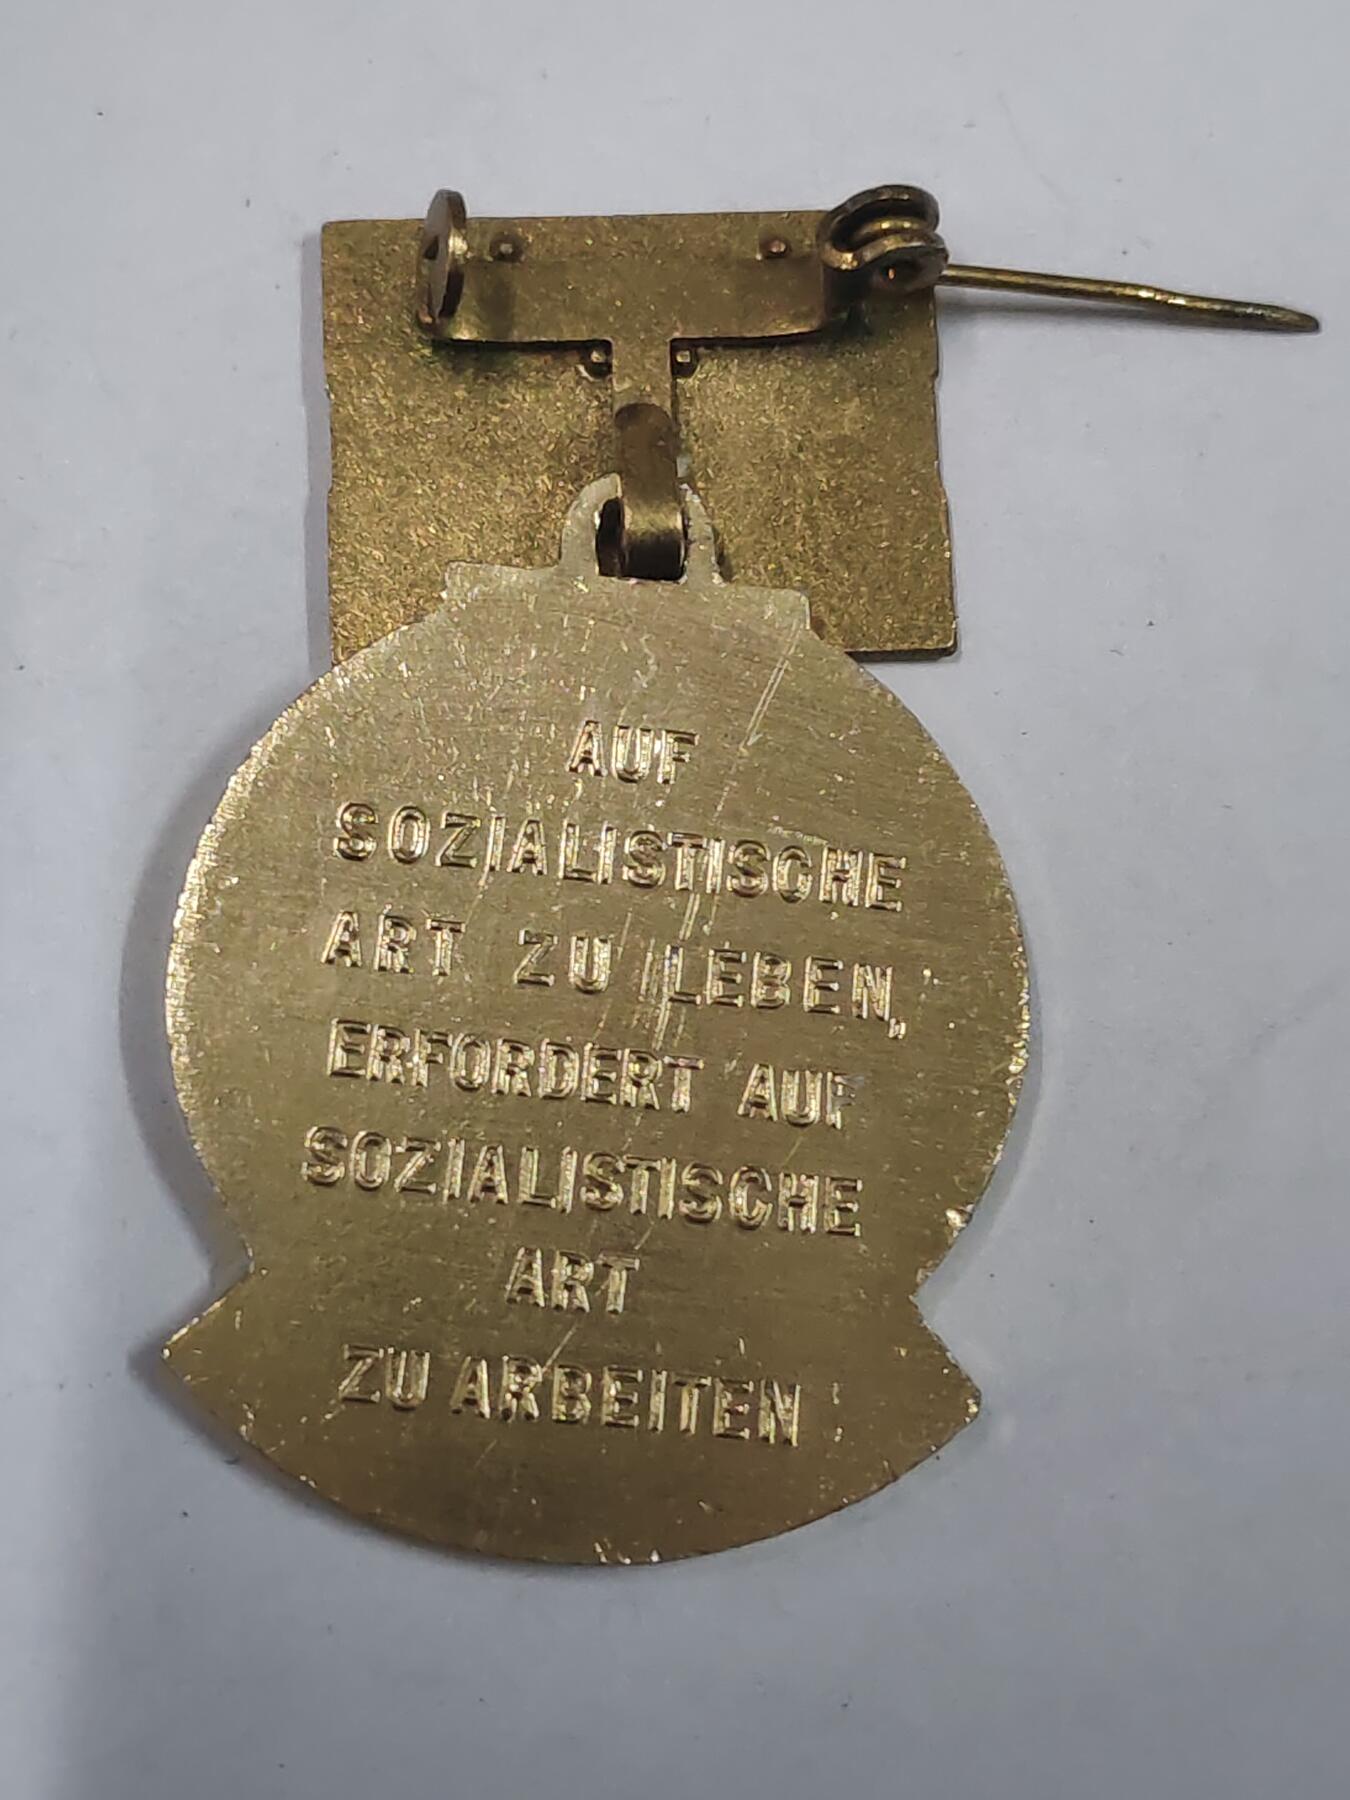 AUF
SOZIALISTISCHE
ART ZU LEBEN,
ERFORDERT AUF
SOZIALISTISCHE
ART
ZU ARBEITEN